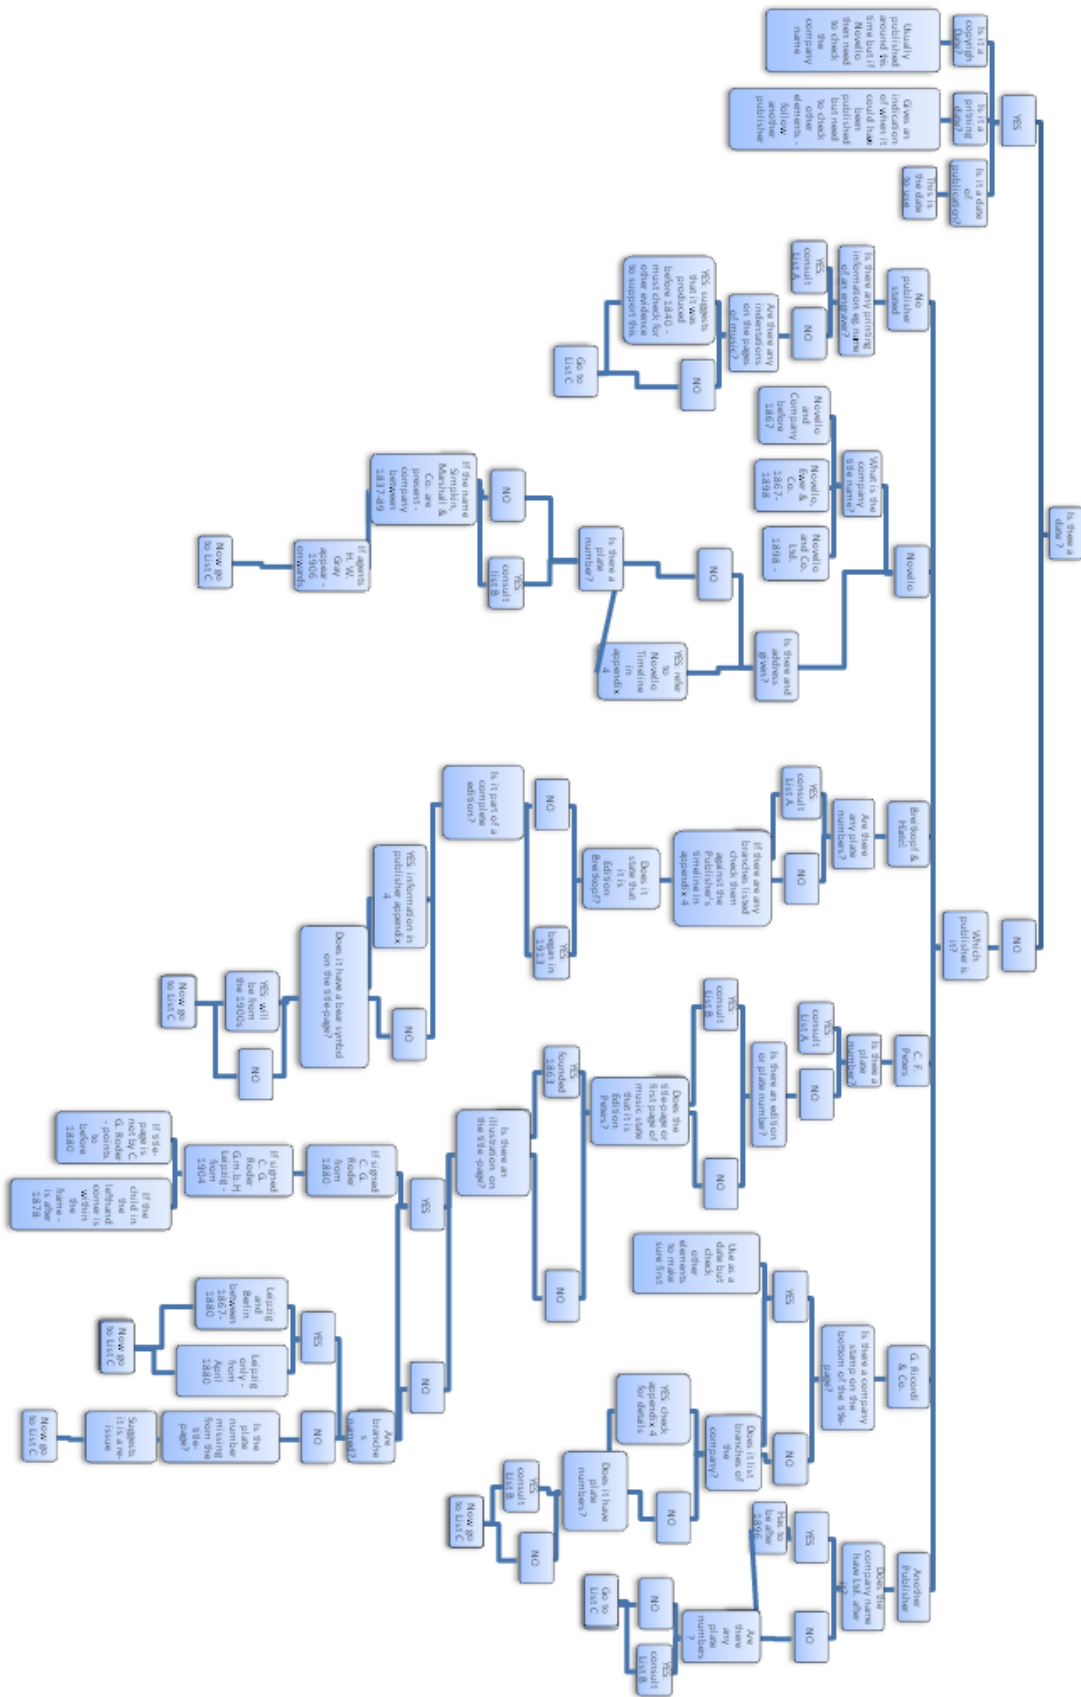 Is thee a
date ?
YES
NO
Is it a
copyrigh
Date?
Is it a
pritning
date?
Is it a date
of
publication?
Usually
published
around this
time but if
Novello
then need
to check
the
company
name
Gives an
indication
of when it
could have
been
published
but need
to check
other
elements -
follow
another
publisher
This is
the date
to use
Which
publisher is
it?
No
publisher
stated
Is there any printing
information eg. name
of an engraver?
YES:
consult
List A
NO
Are there any
indentations
on the pages
of music?
YES: suggests
that it was
produced
before 1840 -
must check for
other evidence
to support this
NO
Go to
List C
Novello
What is the
company
title name?
Novello
and
Company
before
1867
Novello,
Ewer &
Co.
1867-
1898
Novello
and Co.
Ltd.
1898 -
Is there and
address
given?
NO
YES: refer
to
Novello
Timeline
in
appendix
4
Is there a
plate
number?
NO
YES:
consult
list B
If the name
Simpkin,
Marshall &
Co. are
present -
company
between
1837-89
If agents
H. W.
Gray
appear -
1906
onwards
Now go
to List C
Breitkopf &
Härtel
Are there
any plate
numbers?
YES:
consult
List A
NO
If there are any
branches listed
check them
against the
Publisher's
timeline in
appendix 4
Does it
state that
it is
Edition
Breitkopf?
NO
YES:
began in
1913
Is it part of a
complete
edition?
YES: information in
publisher appendix
4
NO
Does it have a bear symbol
on the title-page?
YES: will
be from
the 1900s
NO
Now go
to List C
C. F.
Peters
Is thee a
plate
number?
YES:
consult
List A
NO
Is there an edition
or plate number?
YES:
consult
List B
NO
Does the
title-page or
first page of
music state
that it is
Edition
Peters?
YES:
founded
1863
NO
Is there an
illustration on
the title -page?
YES
NO
If signed
C. G.
Roder
from
1880
If signed
C. G.
Roder
G.m.b.H
Leipzig -
from
1904
If title-
page is
not by C.
G. Roder
- points
to
before
1880
If the
child in
the
lefthand
corner is
within
the
frame -
is after
1878
Are
branche
s
named?
YES
NO
Leipzig
and
Berlin
between
1867-
1880
Leipzig
only -
from
April
1880
Now go
to List C
Is the
plate
number
missing
from the
title-
page?
Suggests
it is a re-
issue
Now go
to List C
G. Ricordi
& Co.
Is there a company
stamp on the
bottom of the title-
page?
YES
NO
Use as a
date but
check
other
elements
to make
sure first
Does it list
branches of
the
company?
YES: check
appendix 4
for details
NO
Does it have
plate
numbers?
YES:
consult
List B
NO
Now go
to List C
Another
Publisher
Does the
company name
have Ltd. after
it?
YES
NO
Has to
be after
1896
Are
there
any
plate
numbers
?
NO
YES:
consult
List B
Go to
List C